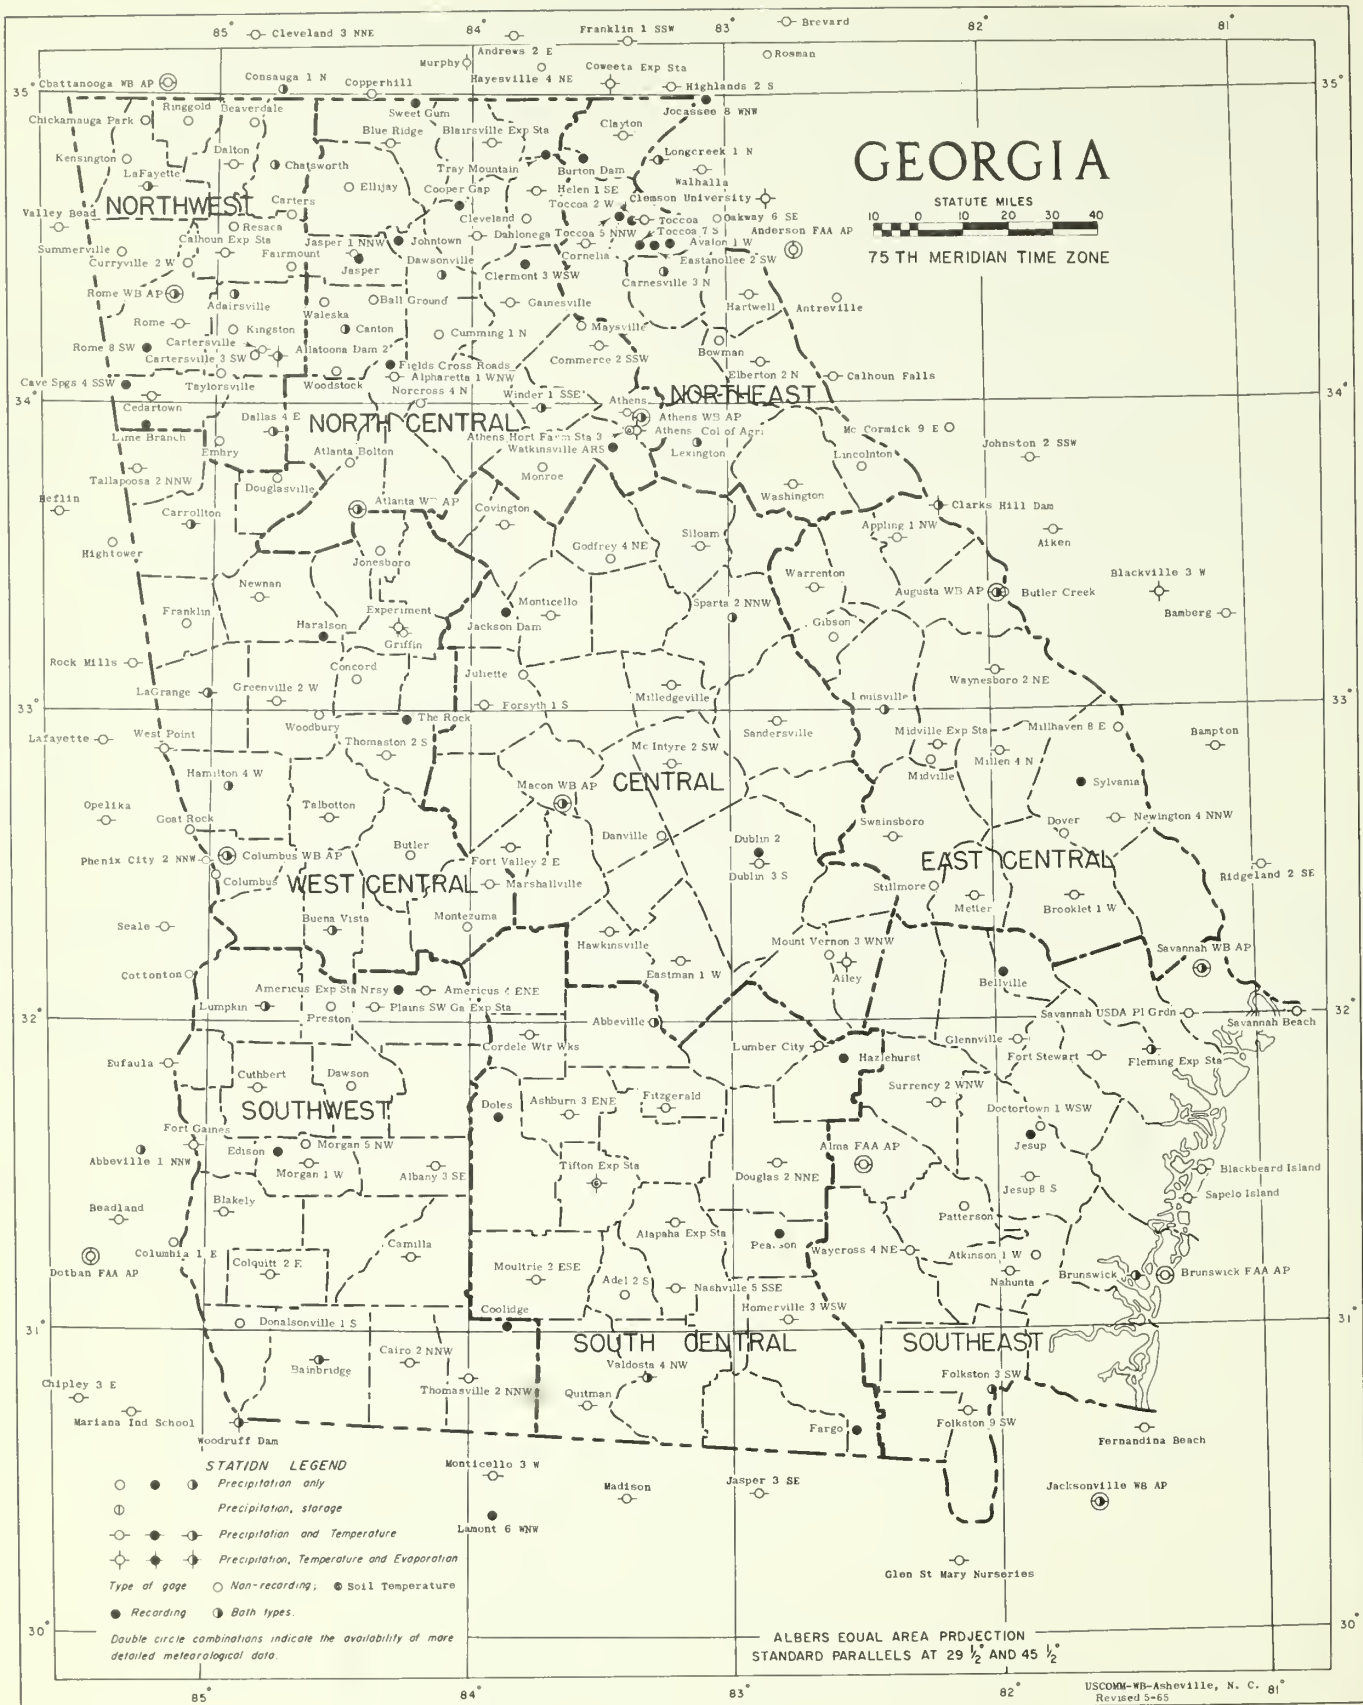 85°
84°
83°
82°
81°
Cleveland 3 NNE
Andrews 2 E
Franklin 1 SSW
Brevard
Rosman
Murphy
Hayesville 4 NE
Coweeta Exp Sta
Highlands 2 S
35°
35°
Chattanooga WB AP
Consauga 1 N
Copperhill
Sweet Gum
Jocassee 8 WNW
Chickamauga Park
Ringgold
Beaverdale
Blue Ridge
Blairsville Exp Sta
Clayton
GEORGIA
STATUTE MILES
10 0 10 20 30 40
75 TH MERIDIAN TIME ZONE
Kensington
Dalton
Chatsworth
Tray Mountain
Burton Dam
Longcreek 1 N
Walhalla
LaFayette
NORTHWEST
Carters
Ellijay
Cooper Gap
Helen 1 SE
Toccoa 2 W
Clemson University
Valley Head
Resaca
Cleveland
Toccoa
Oakway 6 SE
Summerville
Calhoun Exp Sta
Jasper 1 NNW
Johntown
Dahlonega
Toccoa 5 NNW
Toccoa 7 S
Anderson FAA AP
Curryville 2 W
Fairmount
Jasper
Dawsonville
Clermont 3 WSW
Cornelia
Avalon 1 W
Eastanollee 2 SW
Carnesville 3 N
Rome WB AP
Adairsville
Waleska
Ball Ground
Gainesville
Hartwell
Antreville
Rome
Kingston
Canton
Cumming 1 N
Maysville
Rome 8 SW
Cartersville
Cartersville 3 SW
Allatoona Dam 2
Fields Cross Roads
Commerce 2 SSW
Bowman
Cave Spgs 4 SSW
Taylorsville
Woodstock
Alpharetta 1 WNW
Elberton 2 N
Calhoun Falls
34°
34°
Cedartown
Norcross 4 N
Winder 1 SSE
NORTHEAST
Athens
Dallas 4 E
NORTH CENTRAL
Athens WB AP
Lime Branch
Embry
Athens Hort Farm Sta 3
Athens Col of Agri
Mc Cormick 9 E
Atlanta Bolton
Watkinsville ARS
Lexington
Johnston 2 SSW
Tallapoosa 2 NNW
Douglasville
Monroe
Lincolnton
Heflin
Atlanta WB AP
Washington
Carrollton
Covington
Clarks Hill Dam
Hightower
Jonesboro
Godfrey 4 NE
Siloam
Appling 1 NW
Aiken
Newnan
Warrenton
Blackville 3 W
Augusta WB AP
Butler Creek
Franklin
Experiment
Monticello
Sparta 2 NNW
Bamberg
Haralson
Griffin
Jackson Dam
Gibson
Rock Mills
Concord
Juliette
LaGrange
Greenville 2 W
Milledgeville
Waynesboro 2 NE
33°
33°
Woodbury
The Rock
Forsyth 1 S
Louisville
Lafayette
West Point
Thomaston 2 S
Mc Intyre 2 SW
Sandersville
Midville Exp Sta
Millhaven 8 E
Bampton
Hamilton 4 W
Macon WB AP
CENTRAL
Midville
Millen 4 N
Sylvania
Opelika
Goat Rock
Talbotton
Danville
Dublin 2
Swainsboro
Dover
Newington 4 NNW
Phenix City 2 NNW
Columbus WB AP
Butler
Fort Valley 2 E
Dublin 3 S
EAST CENTRAL
Columbus
WEST CENTRAL
Marshallville
Stillmore
Metter
Brooklet 1 W
Ridgeland 2 SE
Seale
Buena Vista
Montezuma
Hawkinsville
Mount Vernon 3 WNW
Savannah WB AP
Cottonton
Eastman 1 W
Ailey
Bellville
Americus Exp Sta Nrsy
Americus 4 ENE
Lumpkin
Preston
Plains SW Ga Exp Sta
Savannah USDA Pl Grdn
32°
32°
Abbeville
Savannah Beach
Cordele Wtr Wks
Lumber City
Glennville
Eufaula
Hazlehurst
Fort Stewart
Fleming Exp Sta
Cuthbert
Dawson
Surrency 2 WNW
SOUTHWEST
Doles
Ashburn 3 ENE
Fitzgerald
Doctortown 1 WSW
Fort Gaines
Abbeville 1 NNW
Edison
Morgan 5 NW
Alma FAA AP
Jesup
Morgan 1 W
Albany 3 SE
Tifton Exp Sta
Douglas 2 NNE
Blackbeard Island
Jesup 8 S
Sapelo Island
Headland
Blakely
Patterson
Alapaha Exp Sta
Pearson
Waycross 4 NE
Columbia 1 E
Camilla
Atkinson 1 W
Dothan FAA AP
Colquitt 2 E
Moultrie 2 ESE
Nahunta
Brunswick
Brunswick FAA AP
Adel 2 S
Nashville 5 SSE
Coolidge
Homerville 3 WSW
31°
31°
Donalsonville 1 S
SOUTH CENTRAL
SOUTHEAST
Cairo 2 NNW
Valdosta 4 NW
Bainbridge
Folkston 3 SW
Chipley 3 E
Thomasville 2 NNW
Quitman
Mariana Ind School
Fargo
Folkston 9 SW
Woodruff Dam
Fernandina Beach
STATION LEGEND
Monticello 3 W
Jasper 3 SE
Precipitation only
Madison
Jacksonville WB AP
Precipitation, storage
Lamont 6 WNW
Precipitation and Temperature
Precipitation, Temperature and Evaporation
Glen St Mary Nurseries
Type of gage Non-recording; Soil Temperature
Recording Both types.
30°
30°
Double circle combinations indicate the availability of more
detailed meteorological data.
ALBERS EQUAL AREA PROJECTION
STANDARD PARALLELS AT 29 ½° AND 45 ½°
USCOMM-WB-Asheville, N. C.
Revised 5-65
85°
84°
83°
82°
81°